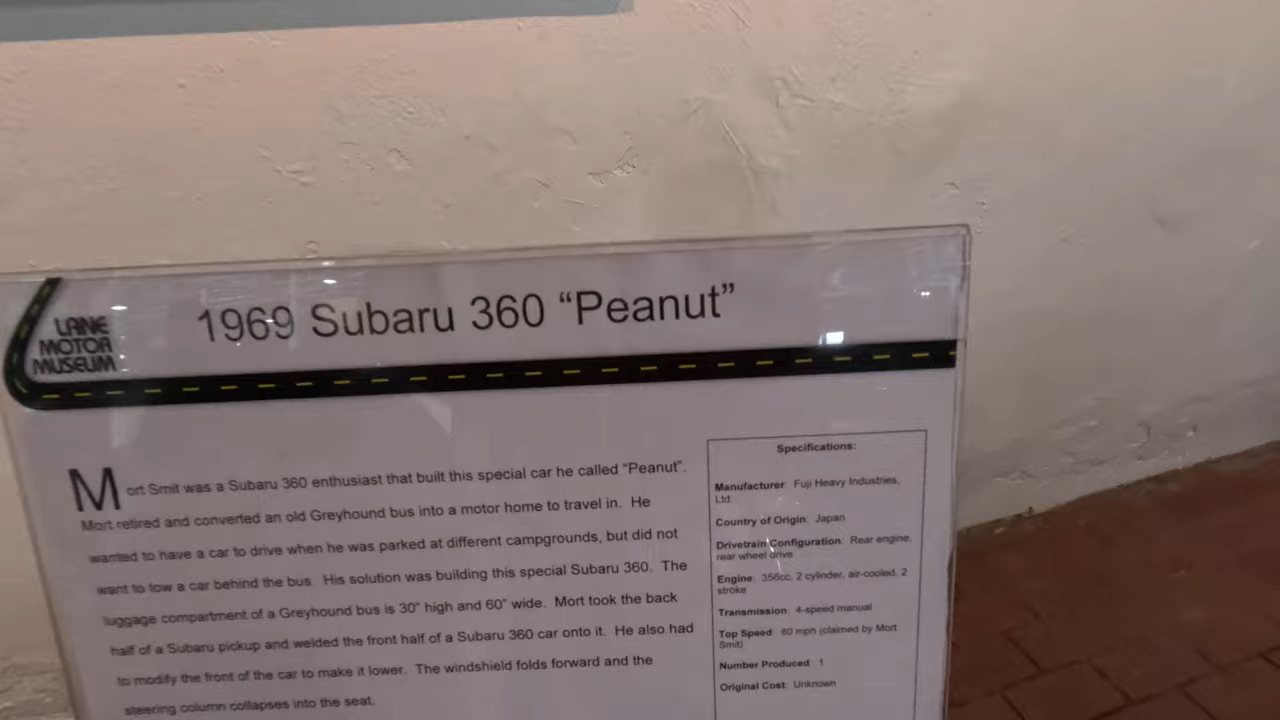 LANE
MOTOR
MUSEUM
1969 Subaru 360 “Peanut”
Mort Smit was a Subaru 360 enthusiast that built this special car he called “Peanut”.
Mort retired and converted an old Greyhound bus into a motor home to travel in. He
wanted to have a car to drive when he was parked at different campgrounds, but did not
want to tow a car behind the bus. His solution was building this special Subaru 360. The
luggage compartment of a Greyhound bus is 30” high and 60” wide. Mort took the back
half of a Subaru pickup and welded the front half of a Subaru 360 car onto it. He also had
to modify the front of the car to make it lower. The windshield folds forward and the
steering column collapses into the seat.
Specifications:
Manufacturer: Fuji Heavy Industries,
Ltd.
Country of Origin: Japan
Drivetrain Configuration: Rear engine,
rear wheel drive
Engine: 356cc, 2 cylinder, air-cooled, 2
stroke
Transmission: 4-speed manual
Top Speed: 60 mph (claimed by Mort
Smit)
Number Produced: 1
Original Cost: Unknown